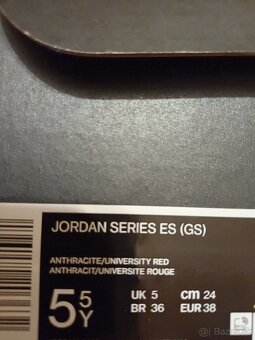 JORDAN SERIES ES (GS)
ANTHRACITE/UNIVERSITY RED
ANTHRACIT/UNIVERSITE ROUGE
5 5 Y
UK 5 cm 24
BR 36 EUR 38